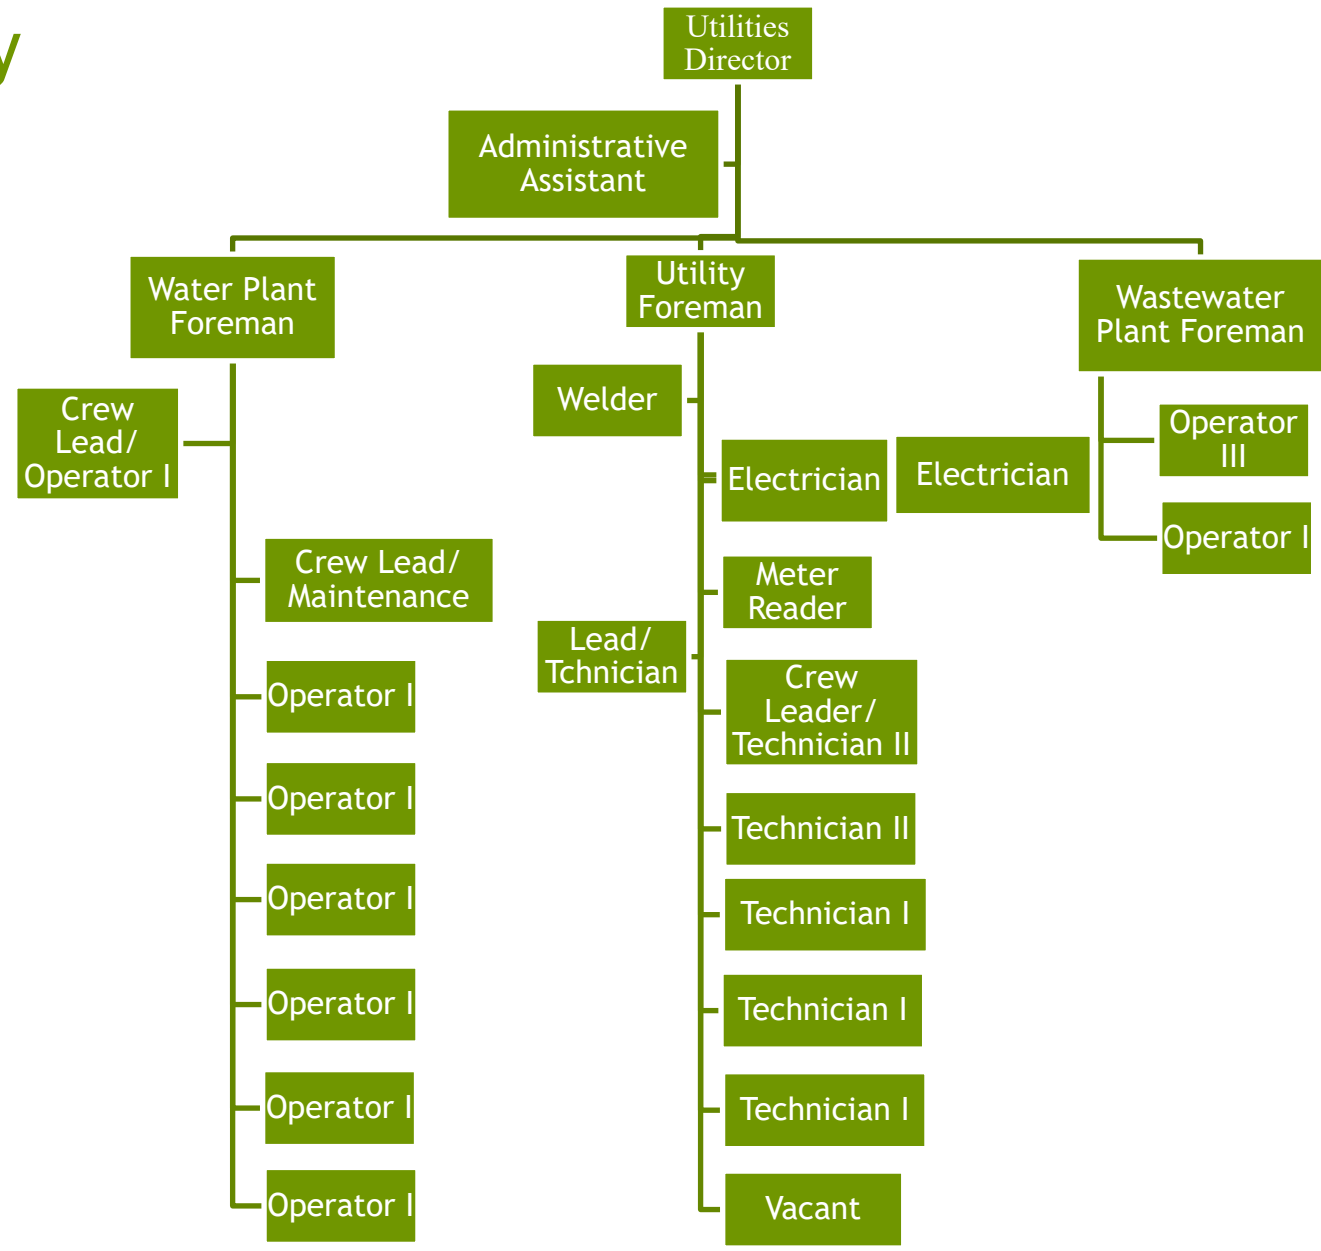 y
Utilities
Director
Administrative
Assistant
Water Plant
Foreman
Crew
Lead/
Operator I
Crew Lead/
Maintenance
Operator I
Operator I
Operator I
Operator I
Operator I
Operator I
Utility
Foreman
Welder
Electrician
Electrician
Meter
Reader
Lead/
Tchnician
Crew
Leader/
Technician II
Technician II
Technician I
Technician I
Technician I
Vacant
Wastewater
Plant Foreman
Operator
III
Operator I